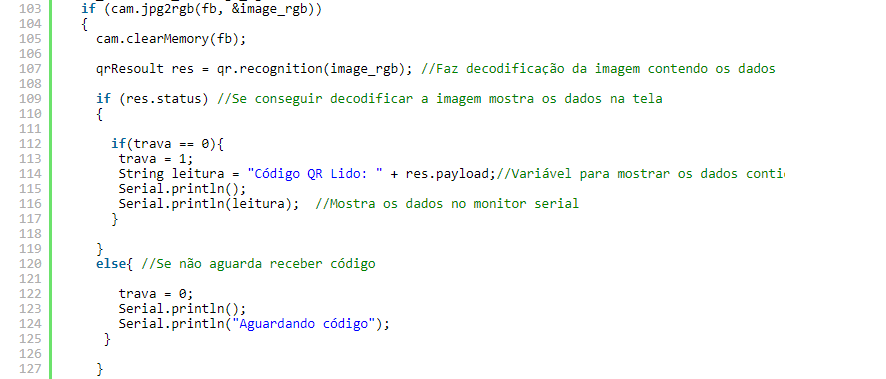 103 if (cam.jpg2rgb(fb, &image_rgb))
104 {
105 cam.clearMemory(fb);
106
107 qrResoult res = qr.recognition(image_rgb); //Faz decodificação da imagem contendo os dados
108
109 if (res.status) //Se conseguir decodificar a imagem mostra os dados na tela
110 {
111
112 if(trava == 0){
113 trava = 1;
114 String leitura = "Código QR Lido: " + res.payload;//Variável para mostrar os dados
115 Serial.println();
116 Serial.println(leitura);  //Mostra os dados no monitor serial
117 }
118
119 }
120 else{ //Se não aguarda receber código
121
122 trava = 0;
123 Serial.println();
124 Serial.println("Aguardando código");
125 }
126
127 }